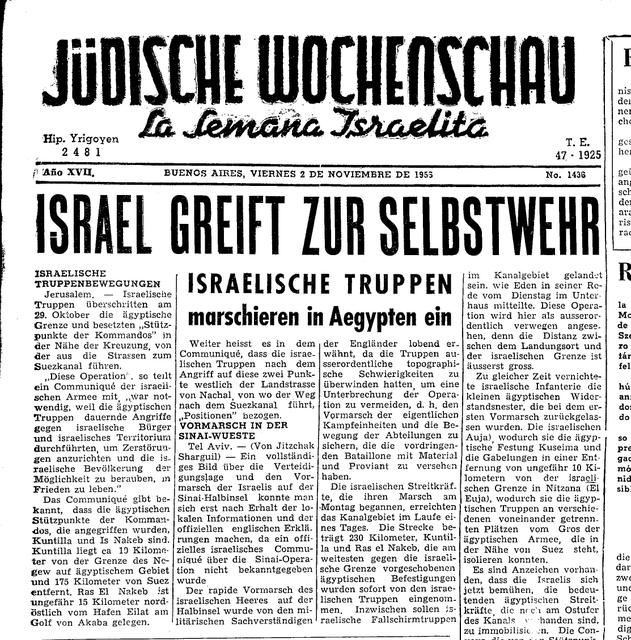 JÜDISCHE WOCHENSCHAU
La Semana Israelita
Hip. Yrigoyen
2 4 8 1
T. E.
47 - 1925
Año XVII.
BUENOS AIRES, VIERNES 2 DE NOVIEMBRE DE 1956
No. 1436
ISRAEL GREIFT ZUR SELBSTWEHR
ISRAELISCHE
TRUPPENBEWEGUNGEN
Jerusalem. — Israelische
Truppen überschritten am
29. Oktober die ägyptische
Grenze und besetzten „Stütz-
punkte der Kommandos" in
der Nähe der Kreuzung, von
der aus die Strassen zum
Suezkanal führen.
„Diese Operation", so teilt
ein Communiqué der israeli-
schen Armee mit, „war not-
wendig, weil die ägyptischen
Truppen dauernd Angriffe
gegen israelische Bürger
und israelisches Territorium
durchführten, um Zerstörun-
gen anzurichten und die is-
raelische Bevölkerung der
Möglichkeit zu berauben, in
Frieden zu leben."
Das Communiqué gibt be-
kannt, dass die ägyptischen
Stützpunkte der Komman-
dos, die angegriffen wurden,
Kuntilla und Is Nakeb sind.
Kuntilla liegt ca 10 Kilome-
ter von der Grenze des Ne-
gew auf ägyptischem Gebiet
und 175 Kilometer von Suez
entfernt. Ras El Nakeb ist
ungefähr 15 Kilometer nord-
östlich vom Hafen Eilat am
Golf von Akaba gelegen.
ISRAELISCHE TRUPPEN
marschieren in Aegypten ein
Weiter heisst es in dem
Communiqué, dass die israe-
lischen Truppen nach dem
Angriff auf diese zwei Punk-
te westlich der Landstrasse
von Nachal, von wo der Weg
nach dem Suezkanal führt,
„Positionen" bezogen.
VORMARSCH IN DER
SINAI-WUESTE
Tel Aviv. — (Von Jitzchak
Sharguil) — Ein vollständi-
ges Bild über die Verteidi-
gungslage und den Vor-
marsch der Israelis auf der
Sinai-Halbinsel konnte man
sich erst nach Erhalt der lo-
kalen Informationen und der
offiziellen englischen Erklä-
rungen machen, da ein offi-
zielles israelisches Commu-
niqué über die Sinai-Opera-
tion nicht bekanntgegeben
wurde
Der rapide Vormarsch des
israelischen Heeres auf der
Halbinsel wurde von den mi-
litärischen Sachverständigen
der Engländer lobend er-
wähnt, da die Truppen aus-
serordentliche topographi-
sche Schwierigkeiten zu
überwinden hatten, um eine
Unterbrechung der Opera-
tion zu vermeiden, d. h. den
Vormarsch der eigentlichen
Kampfeinheiten und die Be-
wegung der Abteilungen zu
sichern, die die vordringen-
den Bataillone mit Material
und Proviant zu versehen
haben.
Die israelischen Streitkräf-
te, die ihren Marsch am
Montag begannen, erreichten
das Kanalgebiet im Laufe ei-
nes Tages. Die Strecke be-
trägt 230 Kilometer, Kuntil-
la und Ras el Nakeb, die am
weitesten gegen die israeli-
sche Grenze vorgeschobenen
ägyptischen Befestigungen
wurden sofort von den israe-
lischen Truppen eingenom-
men. Inzwischen sollen is-
raelische Fallschirmtruppen
im Kanalgebiet gelandet
sein, wie Eden in seiner Re-
de vom Dienstag im Unter-
haus mitteilte. Diese Opera-
tion wird hier als ausseror-
dentlich verwegen angese-
hen, denn die Distanz zwi-
schen dem Landungsort und
der israelischen Grenze ist
äusserst gross.
Zu gleicher Zeit vernichte-
te israelische Infanterie die
kleinen ägyptischen Wider-
standsnester, die bei dem er-
sten Vormarsch zurückgelas-
sen wurden. Die israelischen
Auja), wodurch sie die ägyp-
tische Festung Kuseima und
die Gabelungen in einer Ent-
fernung von ungefähr 10 Ki-
lometern von der israeli-
schen Grenze in Nitzana (El
Euja), wodurch sie die ägyp-
tischen Truppen an verschie-
denen voneinander getrenn-
ten Plätzen vom Gros der
ägyptischen Armee, die in
der Nähe von Suez steht,
isolieren konnten.
Es sind Anzeichen vorhan-
den, dass die Israelis sich
jetzt bemühen, die bedeu-
tenden ägyptischen Streit-
kräfte, die noch am Ostufer
des Kanals vorhanden sind,
zu immobilisieren. Die Com-